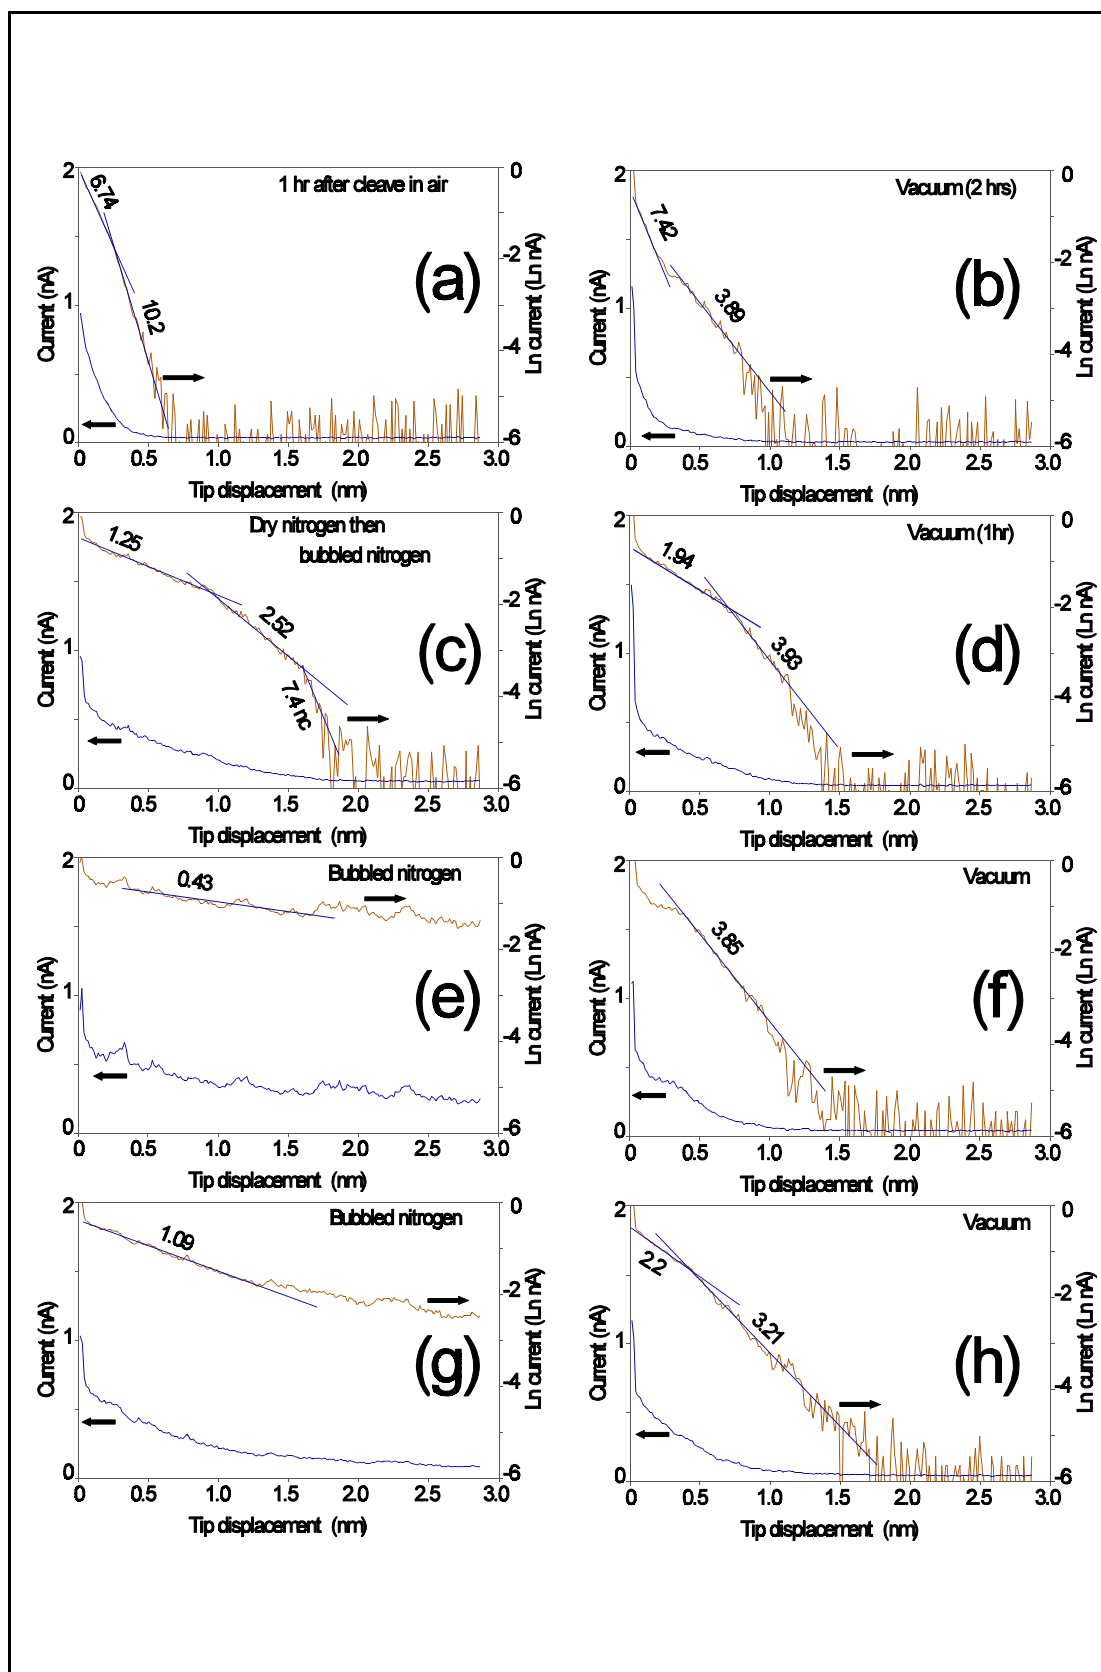 2
0
1 hr after cleave in air
6.74
-2
(a)
Current (nA)
Ln current (Ln nA)
1
10.2
-4
0
-6
0 0.5 1.0 1.5 2.0 2.5 3.0
Tip displacement (nm)
2
0
Vacuum (2 hrs)
7.42
-2
(b)
Current (nA)
Ln current (Ln nA)
1
3.89
-4
0
-6
0 0.5 1.0 1.5 2.0 2.5 3.0
Tip displacement (nm)
2
0
Dry nitrogen then
bubbled nitrogen
1.25
-2
2.52
(c)
Current (nA)
Ln current (Ln nA)
1
7.4 nc
-4
0
-6
0 0.5 1.0 1.5 2.0 2.5 3.0
Tip displacement (nm)
2
0
Vacuum (1hr)
1.94
-2
3.93
(d)
Current (nA)
Ln current (Ln nA)
1
-4
0
-6
0 0.5 1.0 1.5 2.0 2.5 3.0
Tip displacement (nm)
2
0
Bubbled nitrogen
0.43
-2
(e)
Current (nA)
Ln current (Ln nA)
1
-4
0
-6
0 0.5 1.0 1.5 2.0 2.5 3.0
Tip displacement (nm)
2
0
Vacuum
3.85
-2
(f)
Current (nA)
Ln current (Ln nA)
1
-4
0
-6
0 0.5 1.0 1.5 2.0 2.5 3.0
Tip displacement (nm)
2
0
Bubbled nitrogen
1.09
-2
(g)
Current (nA)
Ln current (Ln nA)
1
-4
0
-6
0 0.5 1.0 1.5 2.0 2.5 3.0
Tip displacement (nm)
2
0
Vacuum
2.2
-2
3.21
(h)
Current (nA)
Ln current (Ln nA)
1
-4
0
-6
0 0.5 1.0 1.5 2.0 2.5 3.0
Tip displacement (nm)